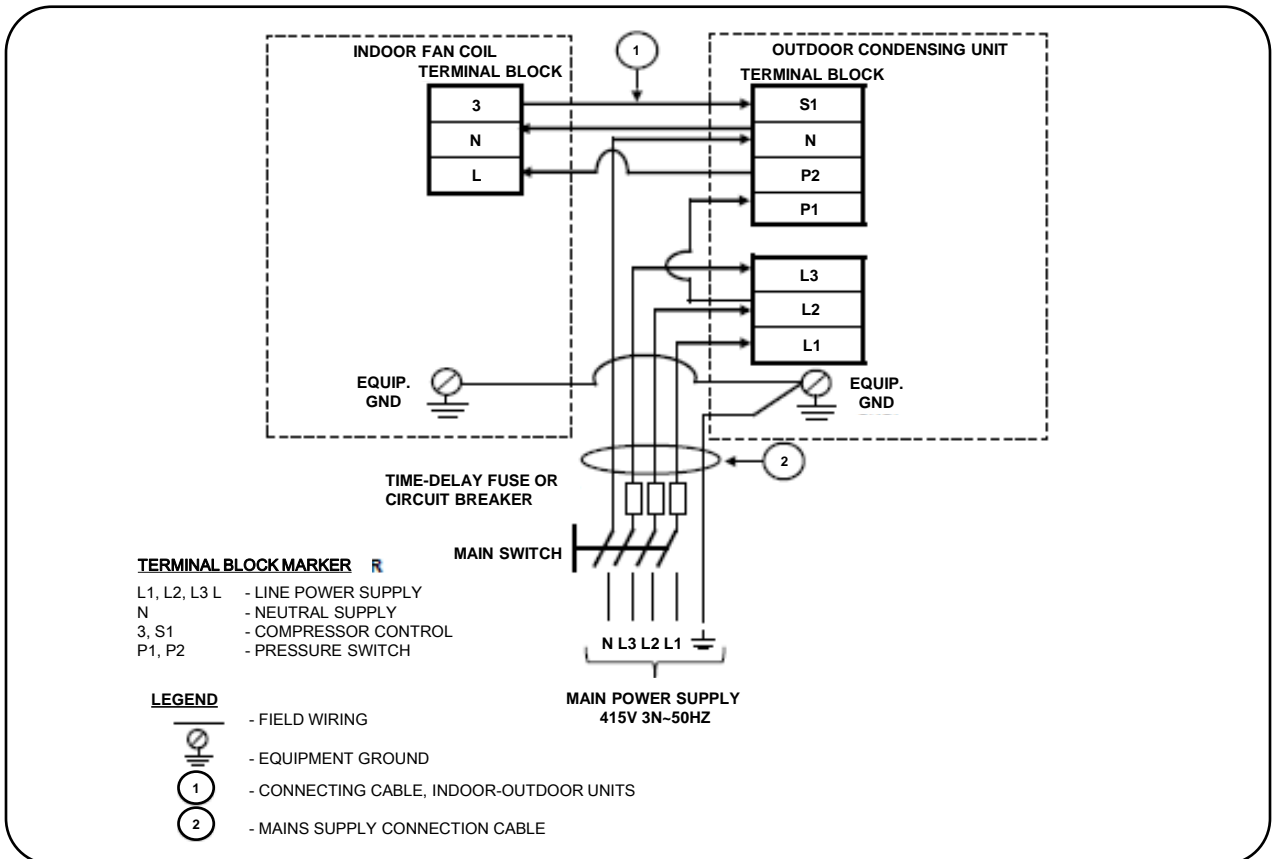 INDOOR FAN COIL
TERMINAL BLOCK
3
N
L
1
OUTDOOR CONDENSING UNIT
TERMINAL BLOCK
S1
N
P2
P1
L3
L2
L1
EQUIP.
GND
EQUIP.
GND
2
TIME-DELAY FUSE OR
CIRCUIT BREAKER
MAIN SWITCH
N L3 L2 L1
MAIN POWER SUPPLY
415V 3N~50HZ
TERMINAL BLOCK MARKER R
L1, L2, L3 L - LINE POWER SUPPLY
N - NEUTRAL SUPPLY
3, S1 - COMPRESSOR CONTROL
P1, P2 - PRESSURE SWITCH
LEGEND
- FIELD WIRING
- EQUIPMENT GROUND
1 - CONNECTING CABLE, INDOOR-OUTDOOR UNITS
2 - MAINS SUPPLY CONNECTION CABLE